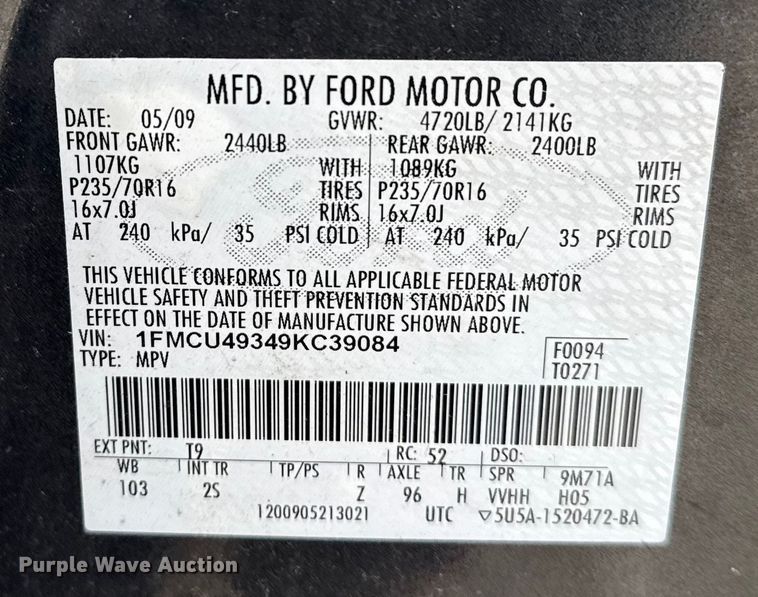 MFD. BY FORD MOTOR CO.
DATE: 05/09 GVWR: 4720LB/ 2141KG
FRONT GAWR: 2440LB REAR GAWR: 2400LB
1107KG WITH 1089KG WITH
P235/70R16 TIRES P235/70R16 TIRES
16x7.0J RIMS 16x7.0J RIMS
AT 240 kPa/ 35 PSI COLD AT 240 kPa/ 35 PSI COLD
THIS VEHICLE CONFORMS TO ALL APPLICABLE FEDERAL MOTOR
VEHICLE SAFETY AND THEFT PREVENTION STANDARDS IN
EFFECT ON THE DATE OF MANUFACTURE SHOWN ABOVE.
VIN: 1FMCU49349KC39084
TYPE: MPV
F0094
T0271
EXT PNT: T9 RC: 52 DSO:
WB INT TR TP/PS R AXLE TR SPR 9M71A
103 2S Z 96 H VVHH H05
1200905213021 UTC ▽5U5A-1520472-BA
Purple Wave Auction